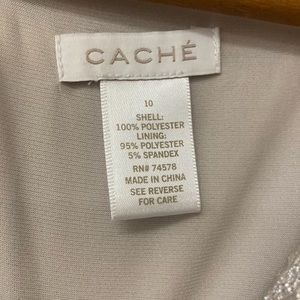 CACHÉ
10
SHELL:
100% POLYESTER
LINING:
95% POLYESTER
5% SPANDEX
RN# 74578
MADE IN CHINA
SEE REVERSE
FOR CARE